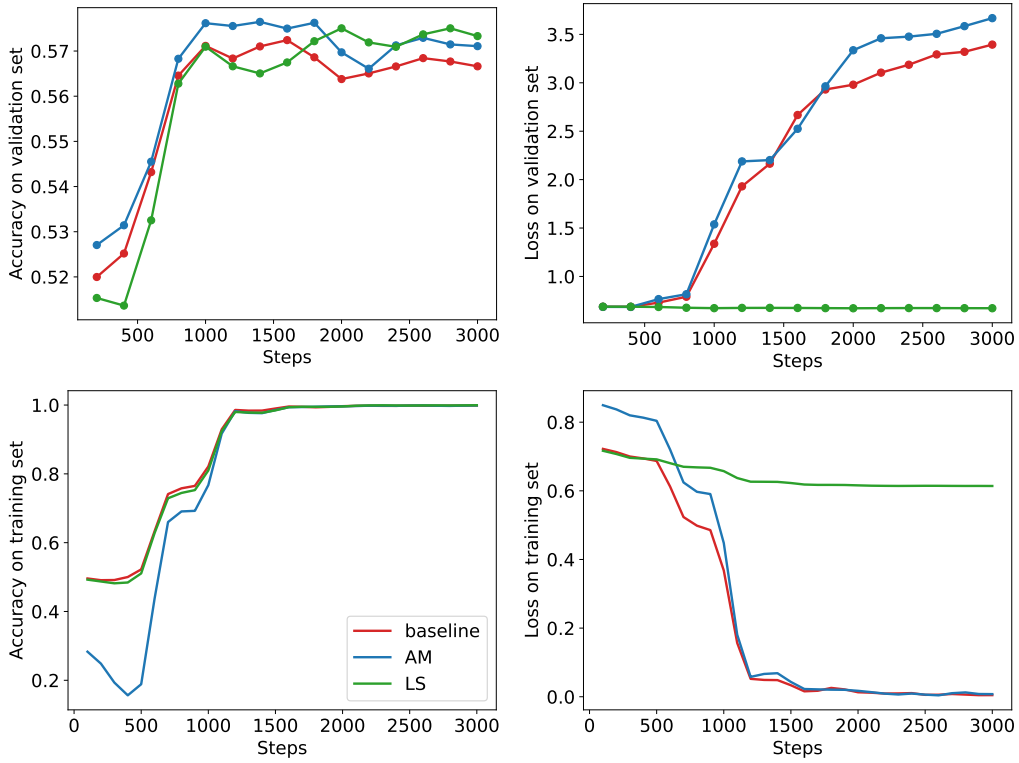 Accuracy on validation set
0.57
0.56
0.55
0.54
0.53
0.52
500 1000 1500 2000 2500 3000
Steps
Loss on validation set
3.5
3.0
2.5
2.0
1.5
1.0
500 1000 1500 2000 2500 3000
Steps
Accuracy on training set
1.0
0.8
0.6
0.4
0.2
0 500 1000 1500 2000 2500 3000
Steps
baseline
AM
LS
Loss on training set
0.8
0.6
0.4
0.2
0.0
0 500 1000 1500 2000 2500 3000
Steps